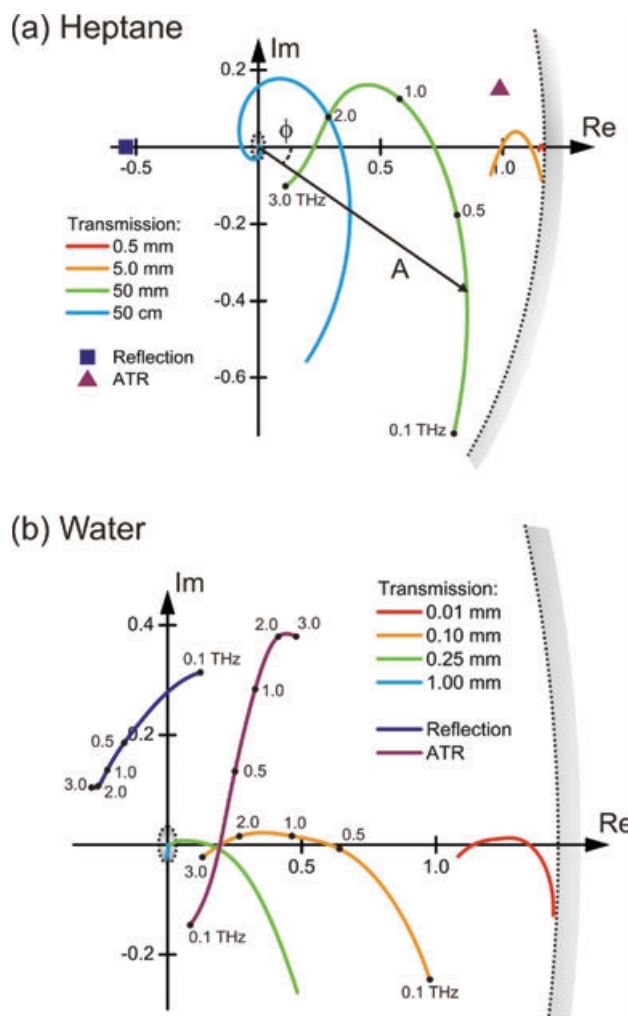 (a) Heptane
Im
0.2
1.0
2.0
Re
-0.5
ϕ
0.5
1.0
3.0 THz
0.5
-0.2
Transmission:
0.5 mm
5.0 mm
50 mm
50 cm
A
-0.4
Reflection
ATR
-0.6
0.1 THz
(b) Water
Im
Transmission:
0.01 mm
0.10 mm
0.25 mm
1.00 mm
Reflection
ATR
0.4
2.0
3.0
0.1 THz
1.0
0.2
0.5
1.0
3.0
2.0
0.5
2.0
1.0
0.5
Re
3.0
0.5
1.0
0.1 THz
-0.2
0.1 THz